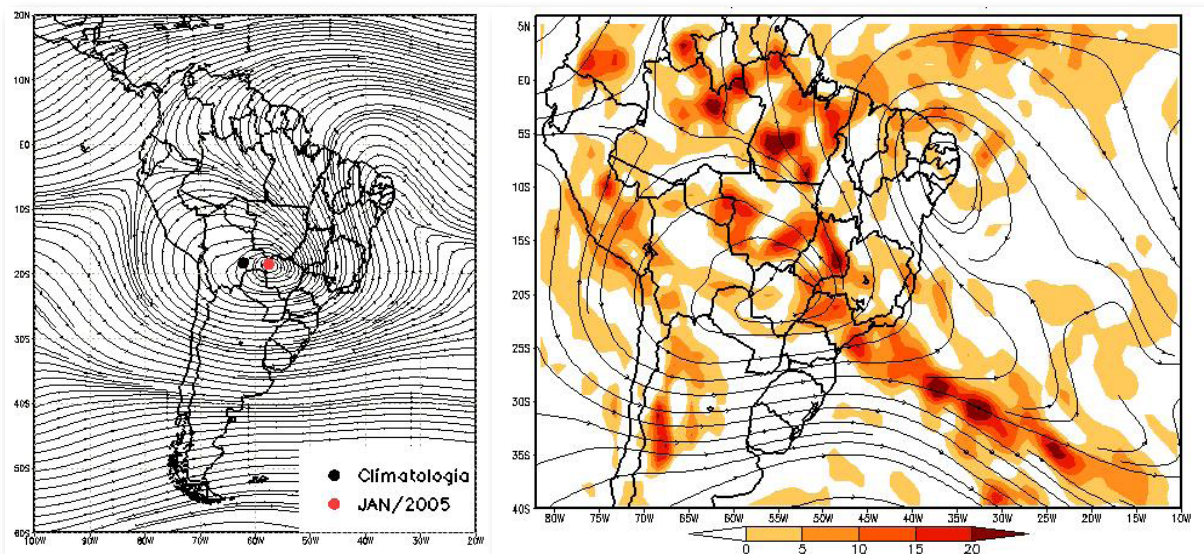 20N
10N
E0
10S
20S
30S
40S
50S
60S
100W 90W 80W 70W 60W 50W 40W 30W 20W
Climatologia
JAN/2005
5N
E0
5S
10S
15S
20S
25S
30S
35S
40S
80W 75W 70W 65W 60W 55W 50W 45W 40W 35W 30W 25W 20W 15W 10W
0 5 10 15 20